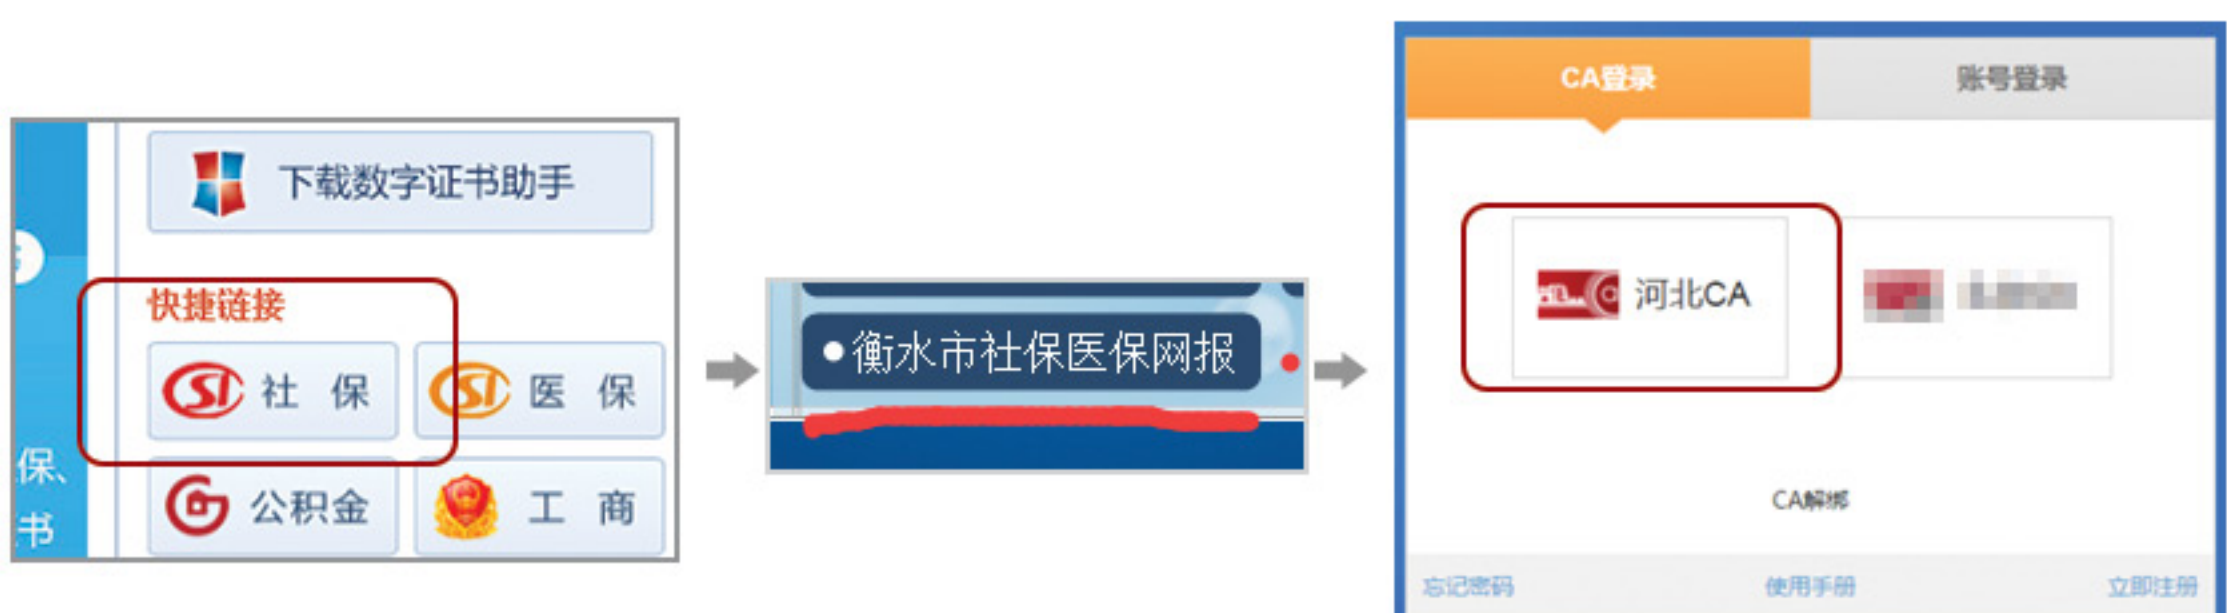 下载数字证书助手
快捷链接
社 保
医 保
公积金
工 商
保、
书
衡水市社保医保网报
CA登录
账号登录
河北CA
CA解绑
忘记密码
使用手册
立即注册